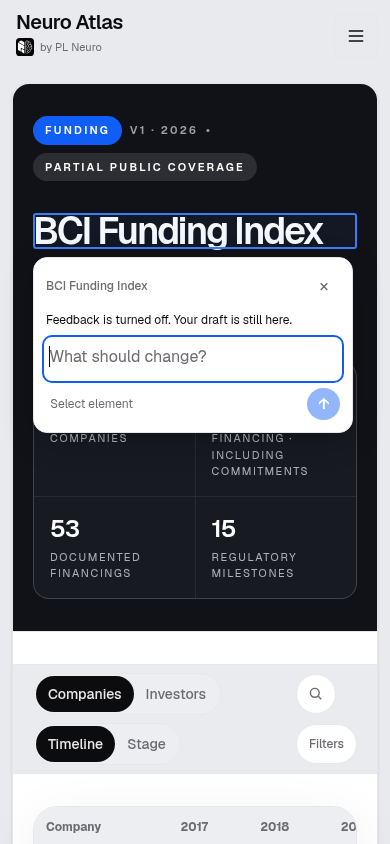 Neuro Atlas
by PL Neuro
FUNDING V1 · 2026 •
PARTIAL PUBLIC COVERAGE
BCI Funding Index
BCI Funding Index ×
Feedback is turned off. Your draft is still here.
What should change?
Select element
COMPANIES
FINANCING ·
INCLUDING
COMMITMENTS
53
DOCUMENTED
FINANCINGS
15
REGULATORY
MILESTONES
Companies Investors
Timeline Stage Filters
Company 2017 2018 20